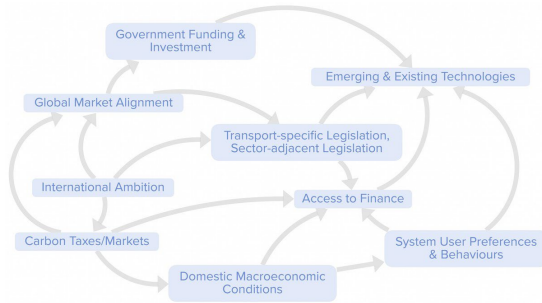 Government Funding &
Investment
Emerging & Existing Technologies
Global Market Alignment
Transport-specific Legislation,
Sector-adjacent Legislation
International Ambition
Access to Finance
Carbon Taxes/Markets
System User Preferences
& Behaviours
Domestic Macroeconomic
Conditions